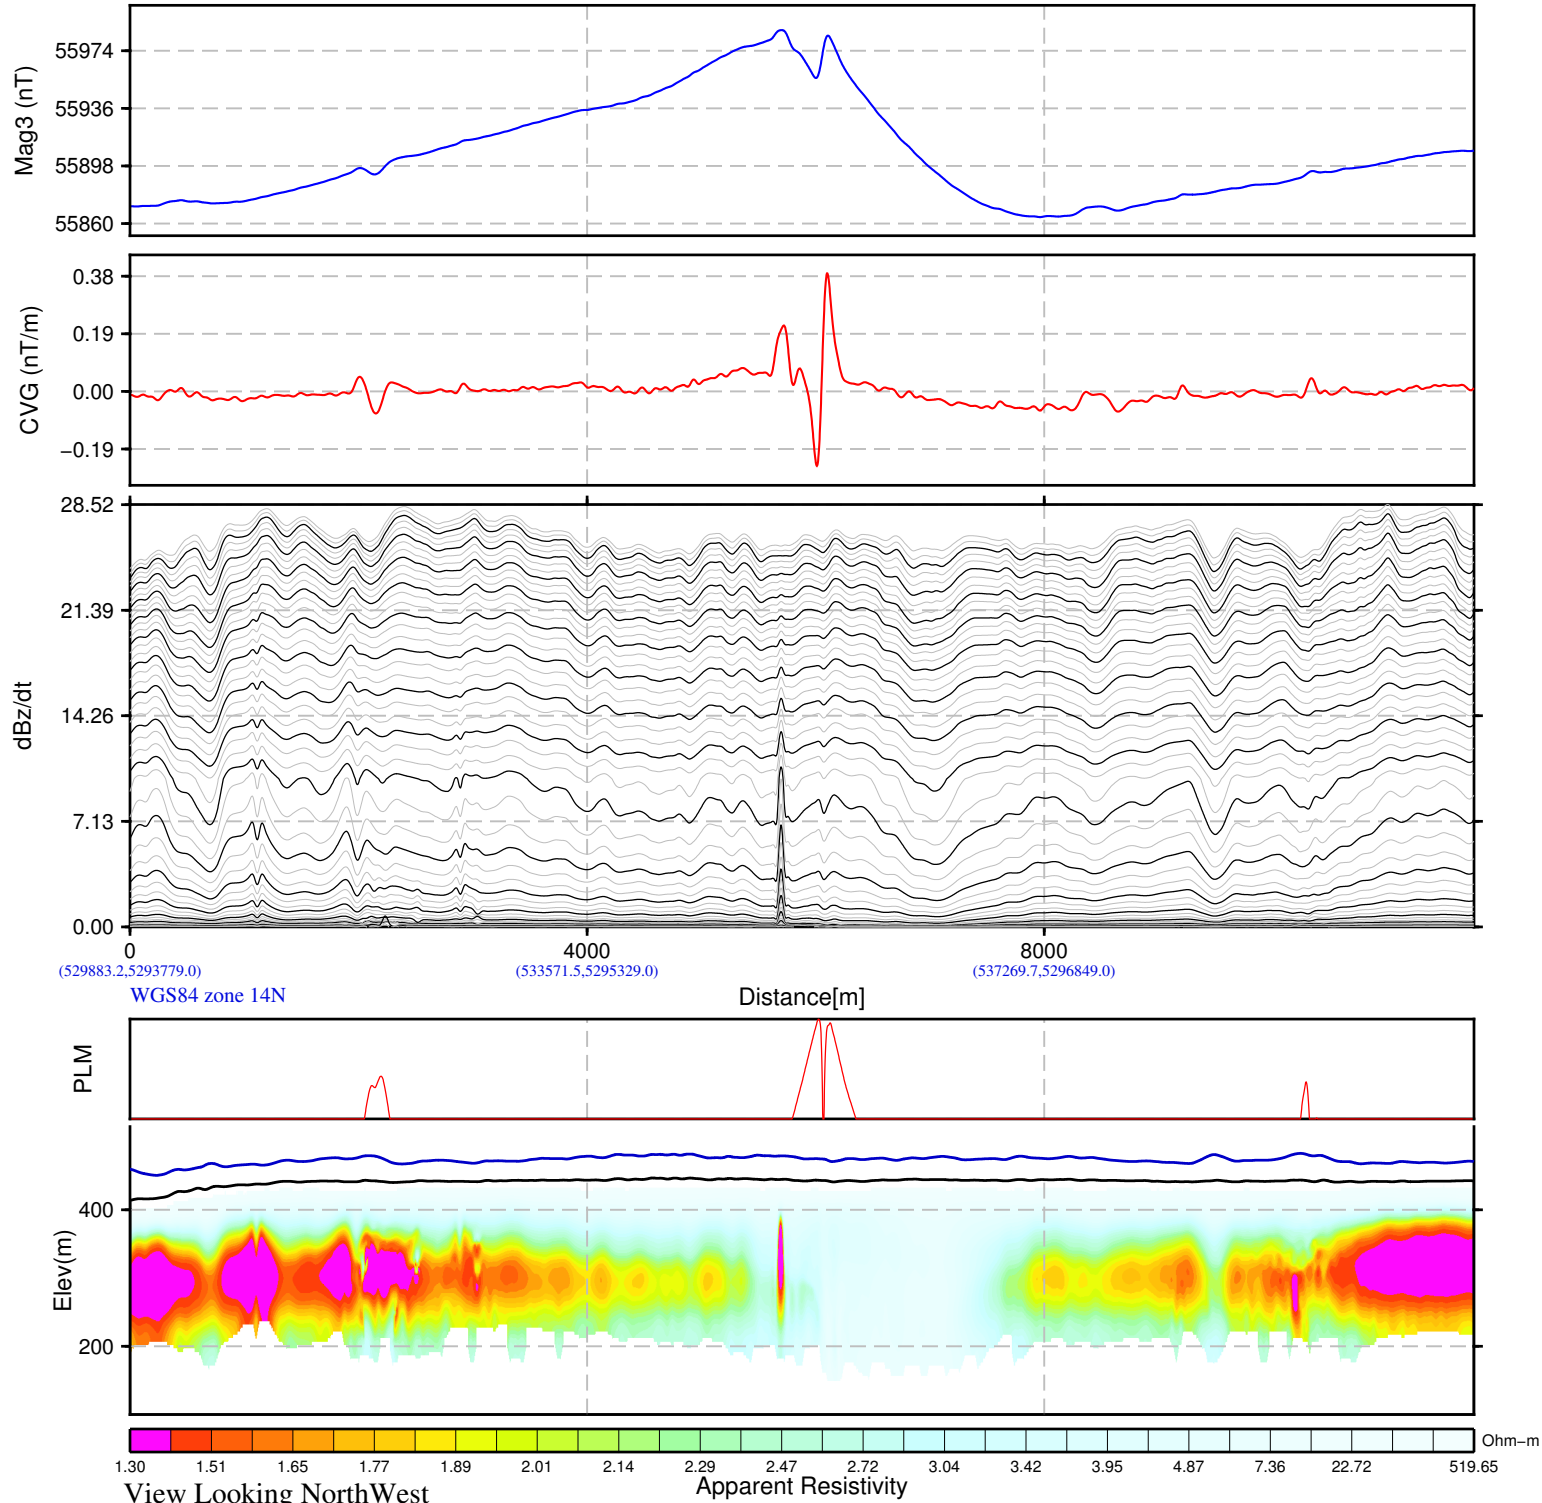 55974
55936
55898
55860
Mag3 (nT)
0.38
0.19
0.00
−0.19
CVG (nT/m)
28.52
21.39
14.26
7.13
0.00
dBz/dt
0 4000 8000
(529883.2,5293779.0) (533571.5,5295329.0) (537269.7,5296849.0)
WGS84 zone 14N
Distance[m]
PLM
400
200
Elev(m)
Ohm−m
1.30 1.51 1.65 1.77 1.89 2.01 2.14 2.29 2.47 2.72 3.04 3.42 3.95 4.87 7.36 22.72 519.65
Apparent Resistivity
View Looking NorthWest